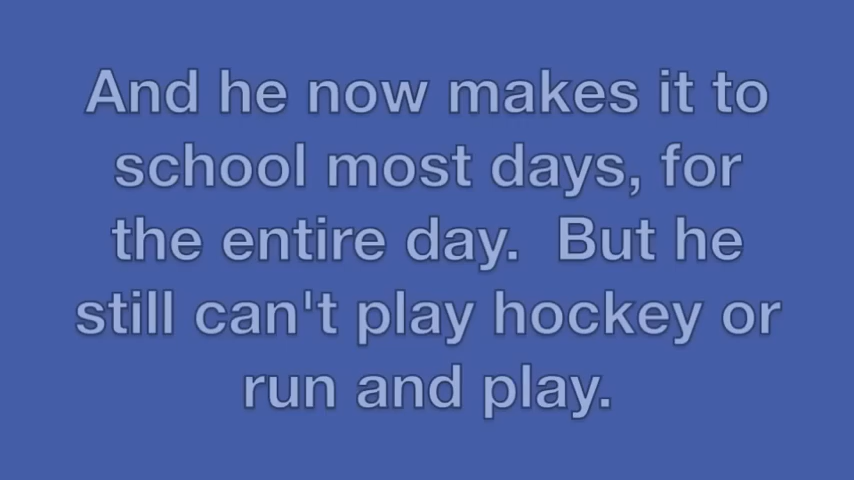 And he now makes it to
school most days, for
the entire day.  But he
still can't play hockey or
run and play.